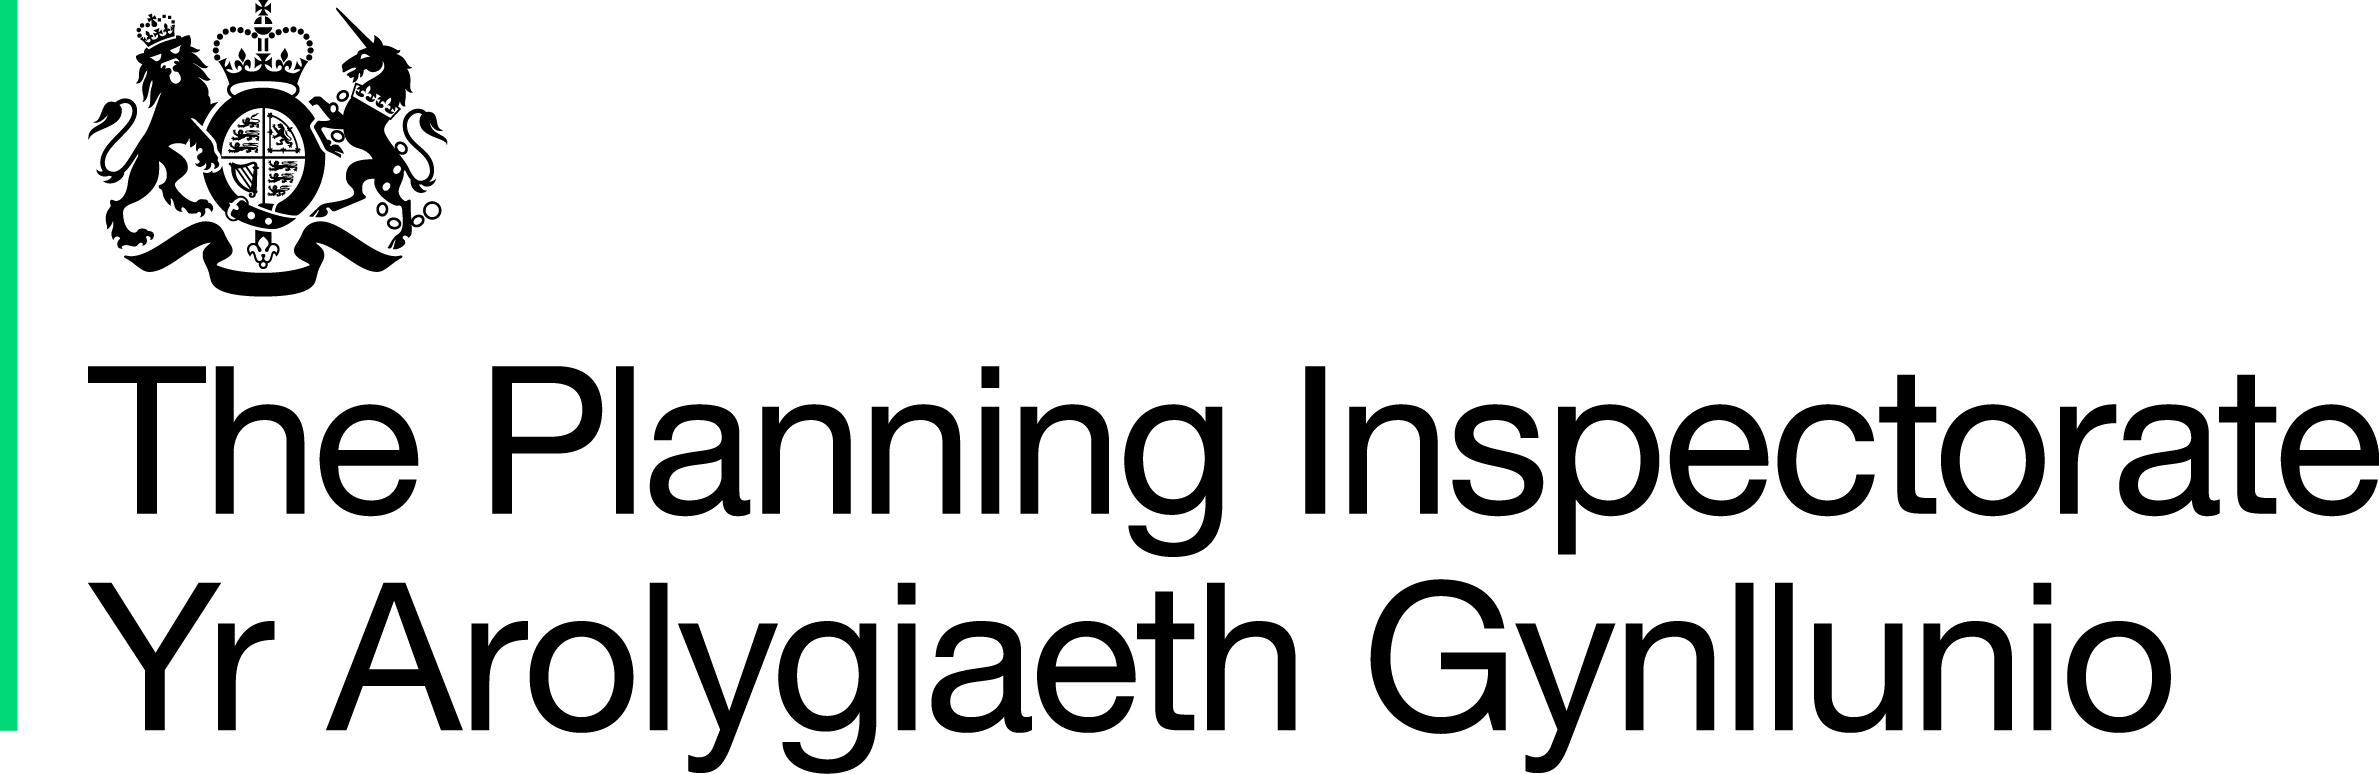 The Planning Inspectorate
Yr Arolygiaeth Gynllunio